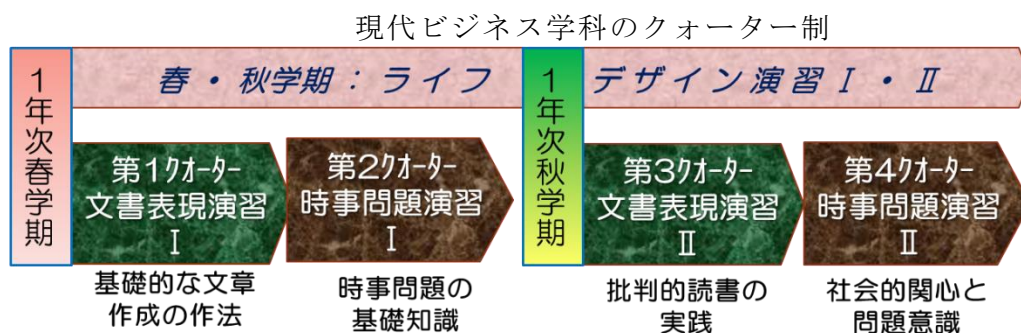 現代ビジネス学科のクォーター制
1年次春学期
春・秋学期：ライフ
1年次秋学期
デザイン演習Ⅰ・Ⅱ
第1クオーター
文書表現演習
Ⅰ
基礎的な文章
作成の作法
第2クオーター
時事問題演習
Ⅰ
時事問題の
基礎知識
第3クオーター
文書表現演習
Ⅱ
批判的読書の
実践
第4クオーター
時事問題演習
Ⅱ
社会的関心と
問題意識